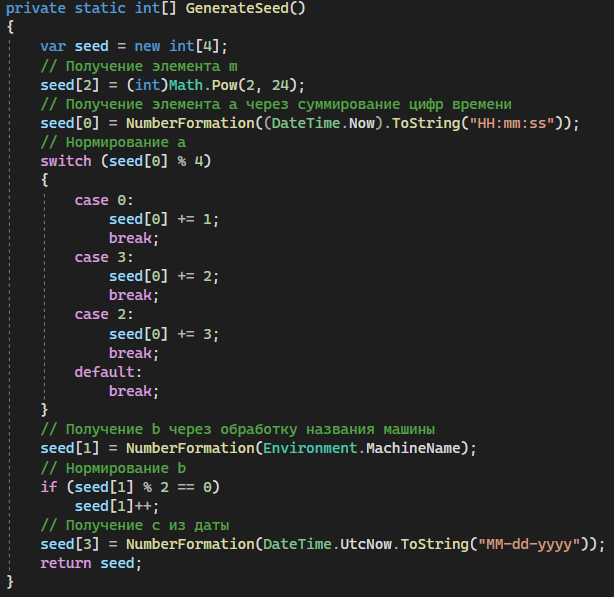 private static int[] GenerateSeed()
{
    var seed = new int[4];
    // Получение элемента m
    seed[2] = (int)Math.Pow(2, 24);
    // Получение элемента a через суммирование цифр времени
    seed[0] = NumberFormation((DateTime.Now).ToString("HH:mm:ss"));
    // Нормирование a
    switch (seed[0] % 4)
    {
        case 0:
            seed[0] += 1;
            break;
        case 3:
            seed[0] += 2;
            break;
        case 2:
            seed[0] += 3;
            break;
        default:
            break;
    }
    // Получение b через обработку названия машины
    seed[1] = NumberFormation(Environment.MachineName);
    // Нормирование b
    if (seed[1] % 2 == 0)
        seed[1]++;
    // Получение c из даты
    seed[3] = NumberFormation(DateTime.UtcNow.ToString("MM-dd-yyyy"));
    return seed;
}